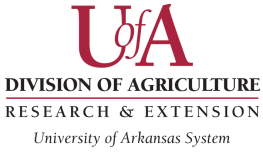 UofA
DIVISION OF AGRICULTURE
RESEARCH & EXTENSION
University of Arkansas System